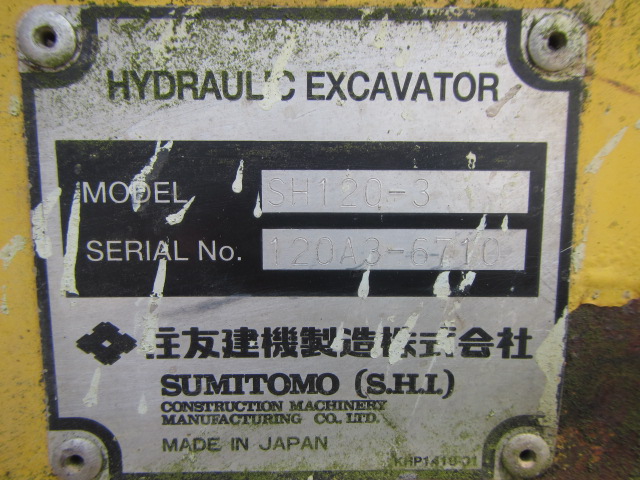 HYDRAULIC EXCAVATOR
MODEL SH120-3
SERIAL No. 120A3-6710
住友建機製造株式会社
SUMITOMO (S.H.I.)
CONSTRUCTION MACHINERY
MANUFACTURING CO., LTD.
MADE IN JAPAN
KRP1418-01